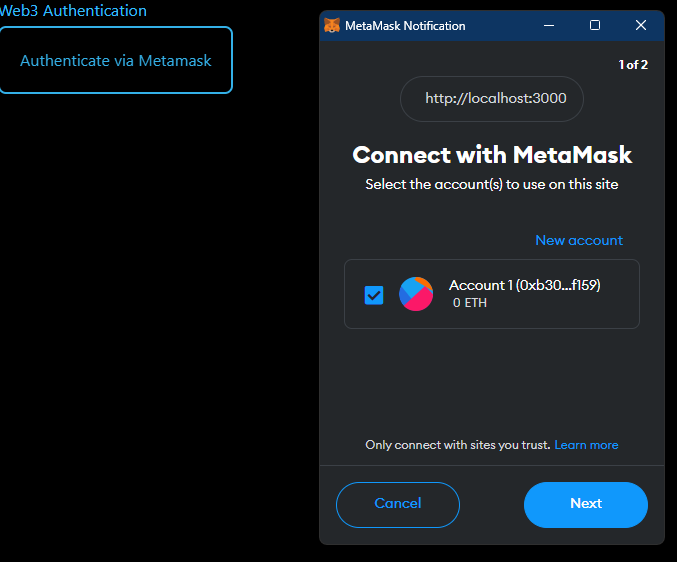 Web3 Authentication
Authenticate via Metamask
MetaMask Notification
1 of 2
http://localhost:3000
Connect with MetaMask
Select the account(s) to use on this site
New account
Account 1 (0xb30...f159)
0 ETH
Only connect with sites you trust. Learn more
Cancel
Next